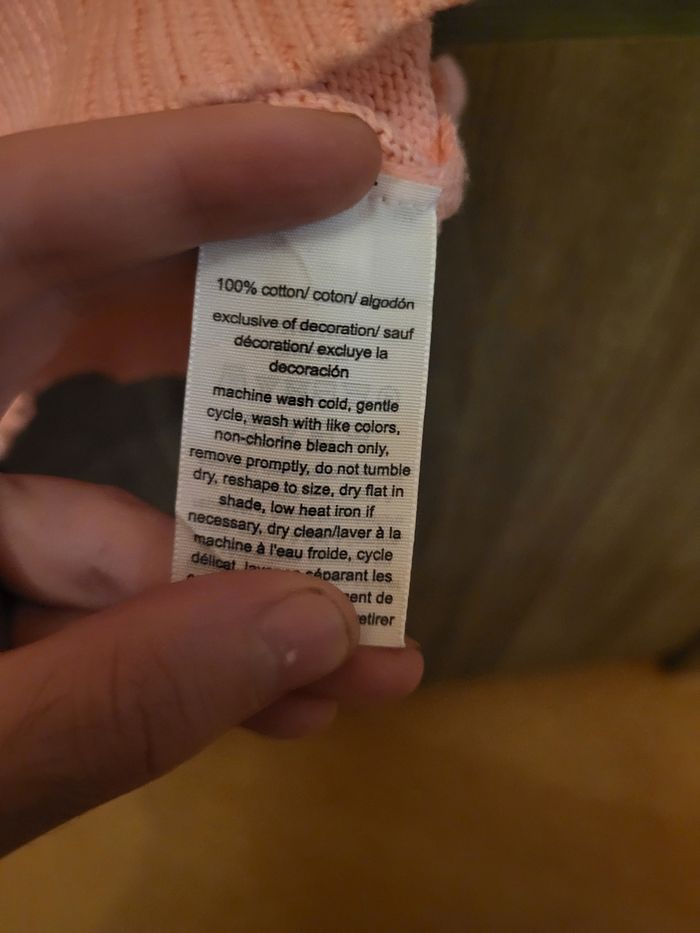 100% cotton/ coton/ algodón
exclusive of decoration/ sauf
décoration/ excluye la
decoración
machine wash cold, gentle
cycle, wash with like colors,
non-chlorine bleach only,
remove promptly, do not tumble
dry, reshape to size, dry flat in
shade, low heat iron if
necessary, dry clean/laver à la
machine à l'eau froide, cycle
délicat, séparant les
de